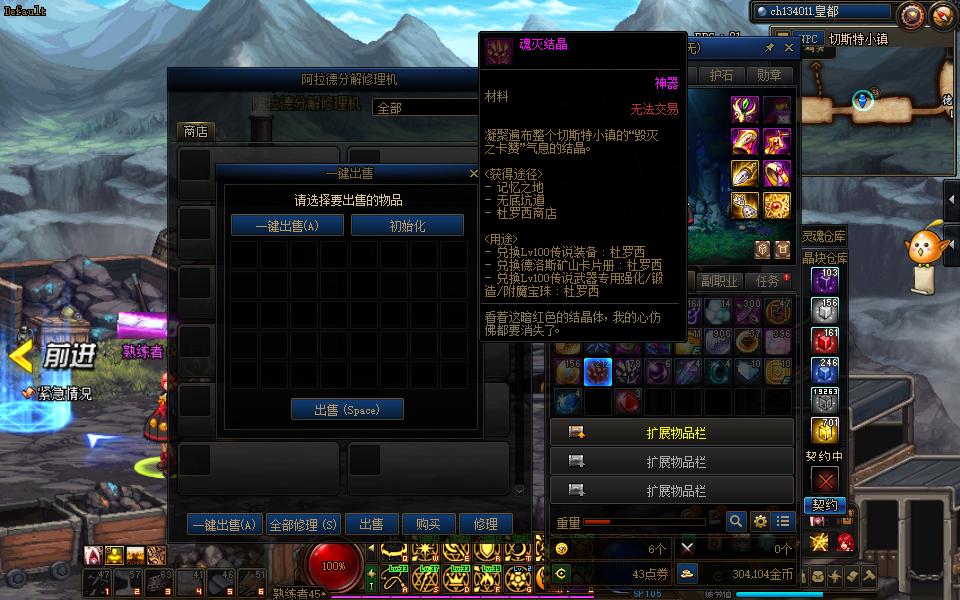 Default
ch134011.皇都
NPC
切斯特小镇
阿拉德分解修理机
阿拉德分解修理机
全部
商店
一键出售
请选择要出售的物品
一键出售(A)
初始化
出售 (Space)
魂灭结晶
神器
材料
无法交易
凝聚遍布整个切斯特小镇的“毁灭
之卡赞”气息的结晶。
<获得途径>
- 记忆之地
- 无底坑道
- 杜罗西商店
<用途>
- 兑换Lv100传说装备：杜罗西
- 兑换德洛斯矿山卡片册：杜罗西
- 兑换Lv100传说武器专用强化/锻
造/附魔宝珠：杜罗西
看着这暗红色的结晶体，我的心仿
佛都要消失了。
护石
勋章
副职业
任务
灵魂仓库
晶块仓库
103
156
161
246
19263
701
契约中
契约
前进
熟练者
紧急情况
扩展物品栏
扩展物品栏
扩展物品栏
重量
6个
0个
43点券
304,104金币
一键出售(A)
全部修理 (S)
出售
购买
修理
100%
熟练者45
SP105
疲劳值